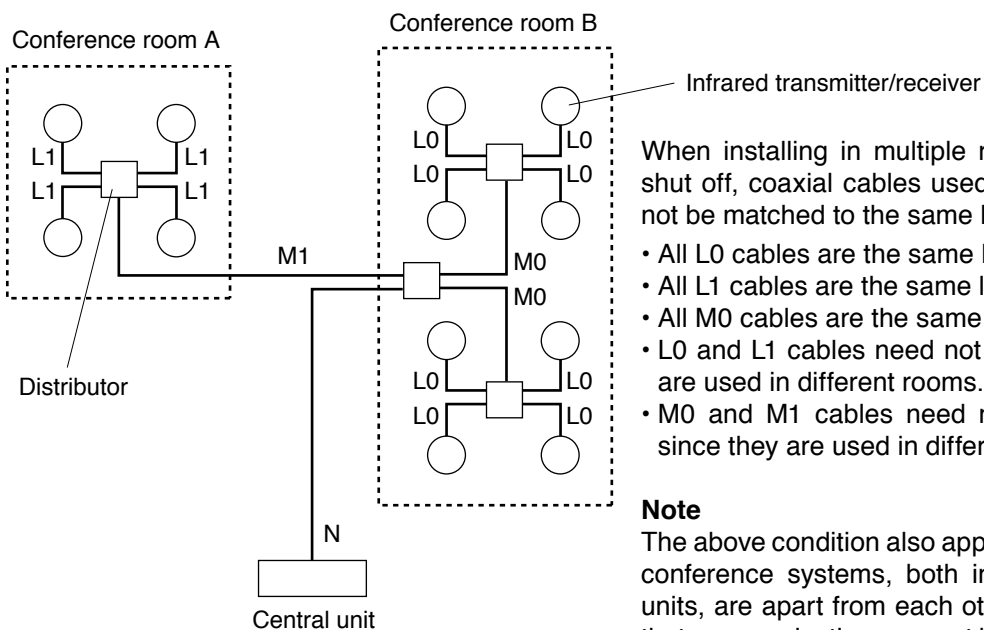 Conference room A
Conference room B
Infrared transmitter/receiver
L1
L1
L1
L1
L0
L0
L0
L0
M1
M0
M0
L0
L0
L0
L0
Distributor
N
Central unit
When installing in multiple
shut off, coaxial cables used
not be matched to the same
• All L0 cables are the same
• All L1 cables are the same
• All M0 cables are the same
• L0 and L1 cables need not
are used in different rooms.
• M0 and M1 cables need
since they are used in
Note
The above condition also
conference systems, both
units, are apart from each